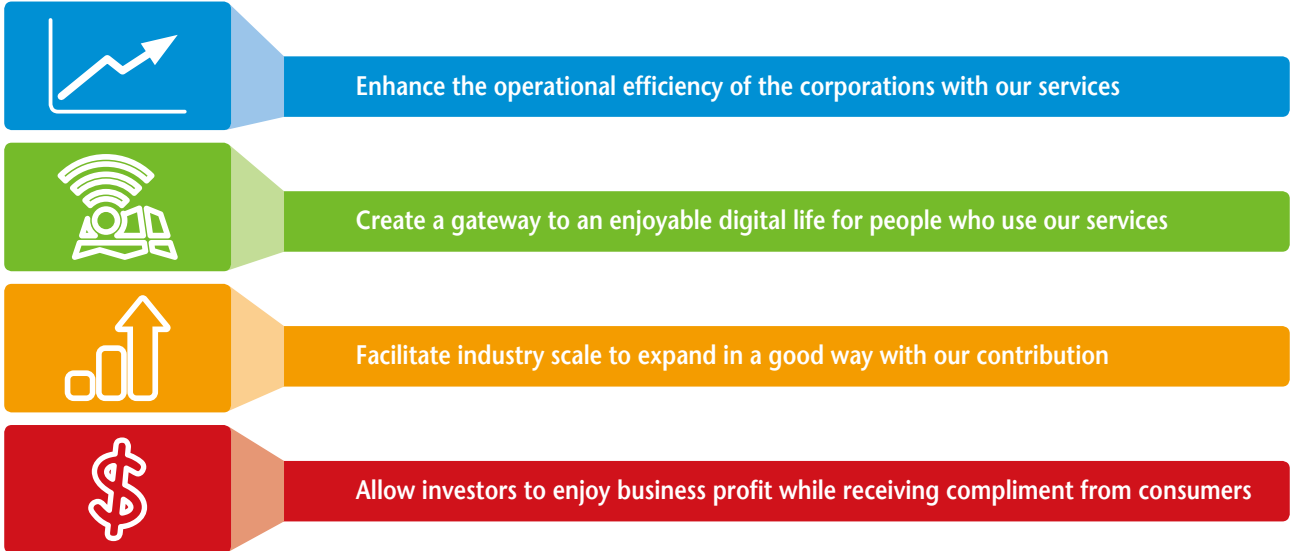 Enhance the operational efficiency of the corporations with our services
Create a gateway to an enjoyable digital life for people who use our services
Facilitate industry scale to expand in a good way with our contribution
Allow investors to enjoy business profit while receiving compliment from consumers